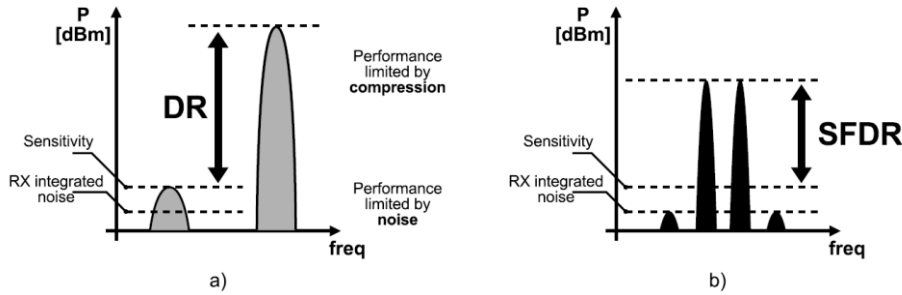 P
[dBm]
DR
Sensitivity
RX integrated
noise
Performance
limited by
compression
Performance
limited by
noise
freq
a)
P
[dBm]
SFDR
Sensitivity
RX integrated
noise
freq
b)